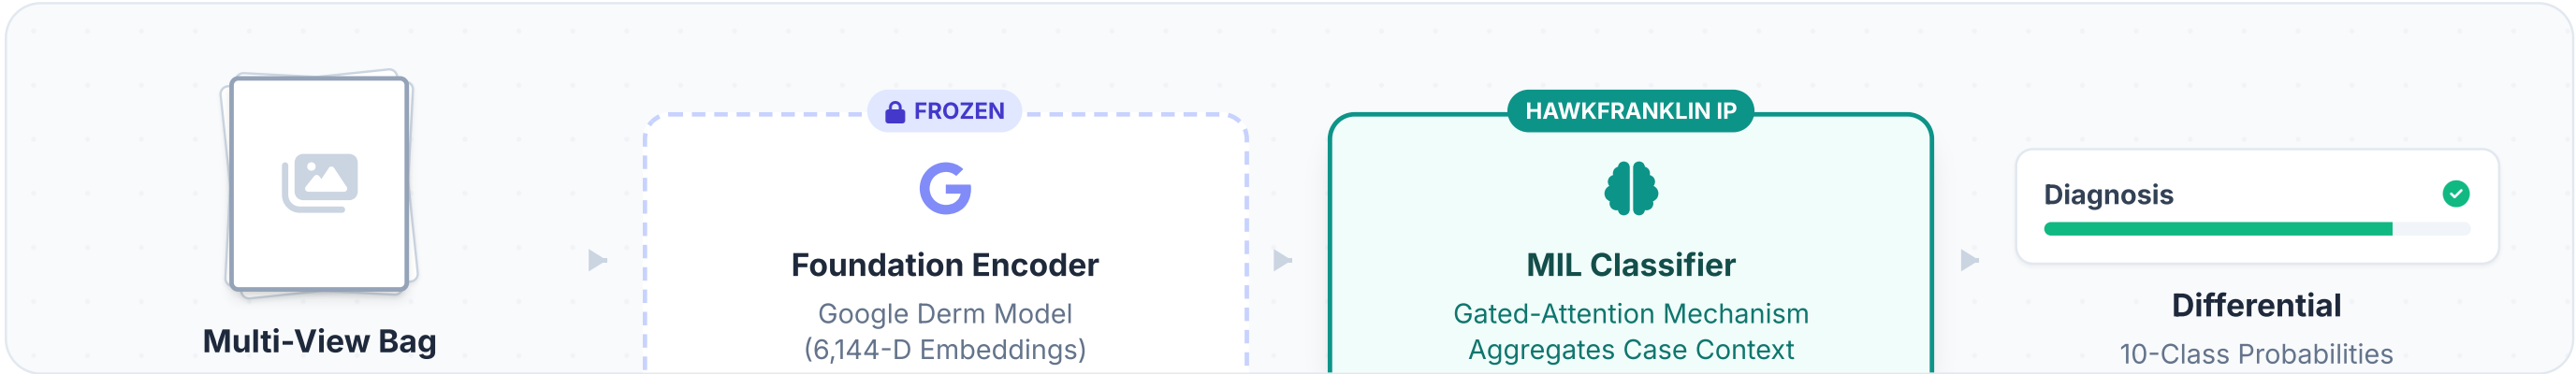 Multi-View Bag
FROZEN
Foundation Encoder
Google Derm Model
(6,144-D Embeddings)
HAWKFRANKLIN IP
MIL Classifier
Gated-Attention Mechanism
Aggregates Case Context
Diagnosis
Differential
10-Class Probabilities